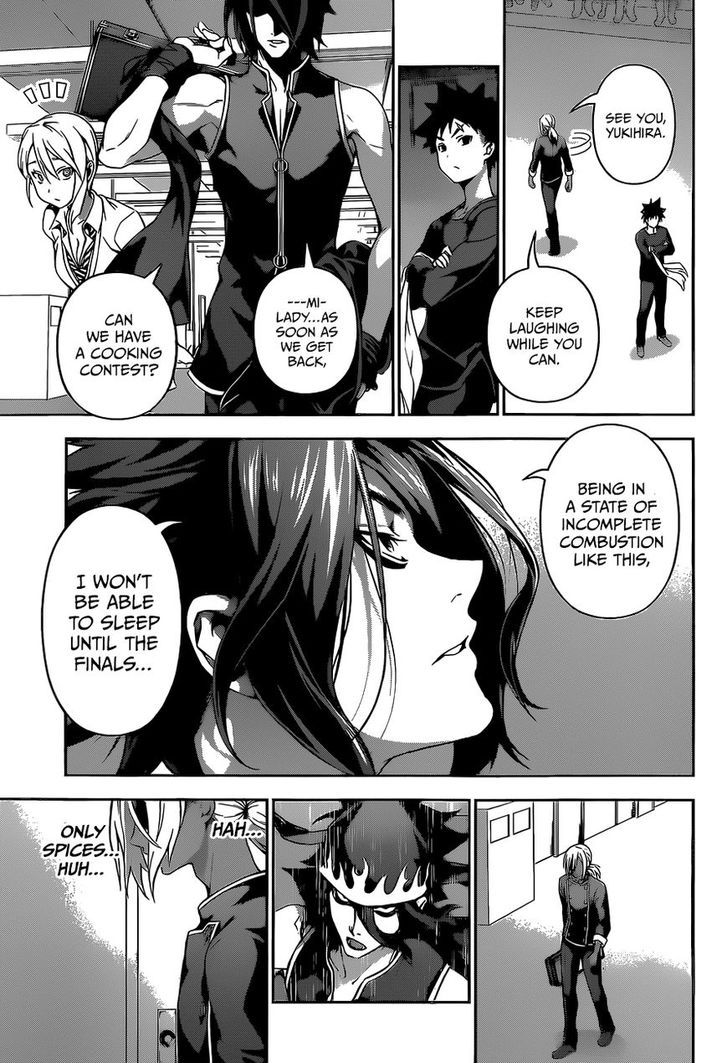 SEE YOU,
YUKIHIRA.
KEEP
LAUGHING
WHILE YOU
CAN.
---MI-
LADY...AS
SOON AS
WE GET
BACK,
CAN
WE HAVE
A COOKING
CONTEST?
BEING IN
A STATE OF
INCOMPLETE
COMBUSTION
LIKE THIS,
I WON'T
BE ABLE
TO SLEEP
UNTIL THE
FINALS...
HAH...
ONLY
SPICES...
HUH...